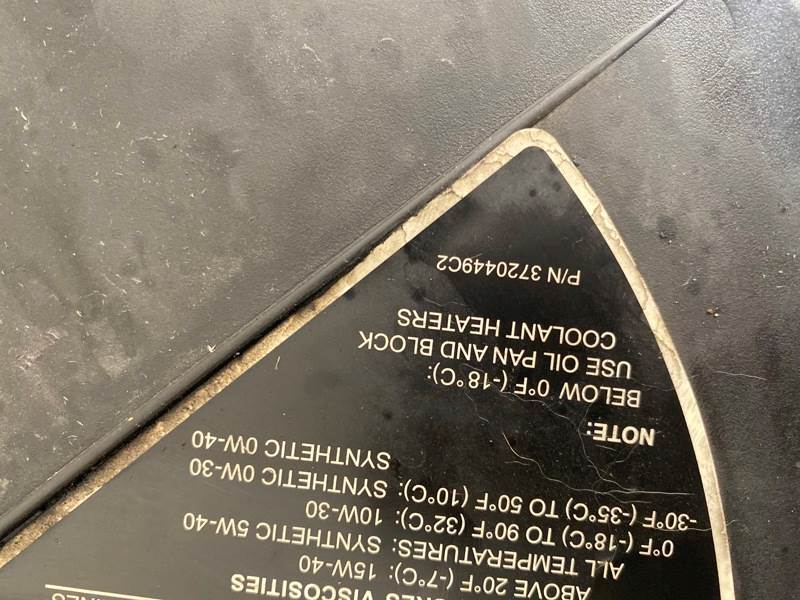 VISCOSITIES
ABOVE 20°F (-7°C): 15W-40
ALL TEMPERATURES: SYNTHETIC 5W-40
0°F (-18°C) TO 90°F (32°C): 10W-30
-30°F (-35°C) TO 50°F (10°C): SYNTHETIC 0W-30
SYNTHETIC 0W-40
NOTE:
BELOW 0°F (-18°C):
USE OIL PAN AND BLOCK
COOLANT HEATERS
P/N 3720449C2